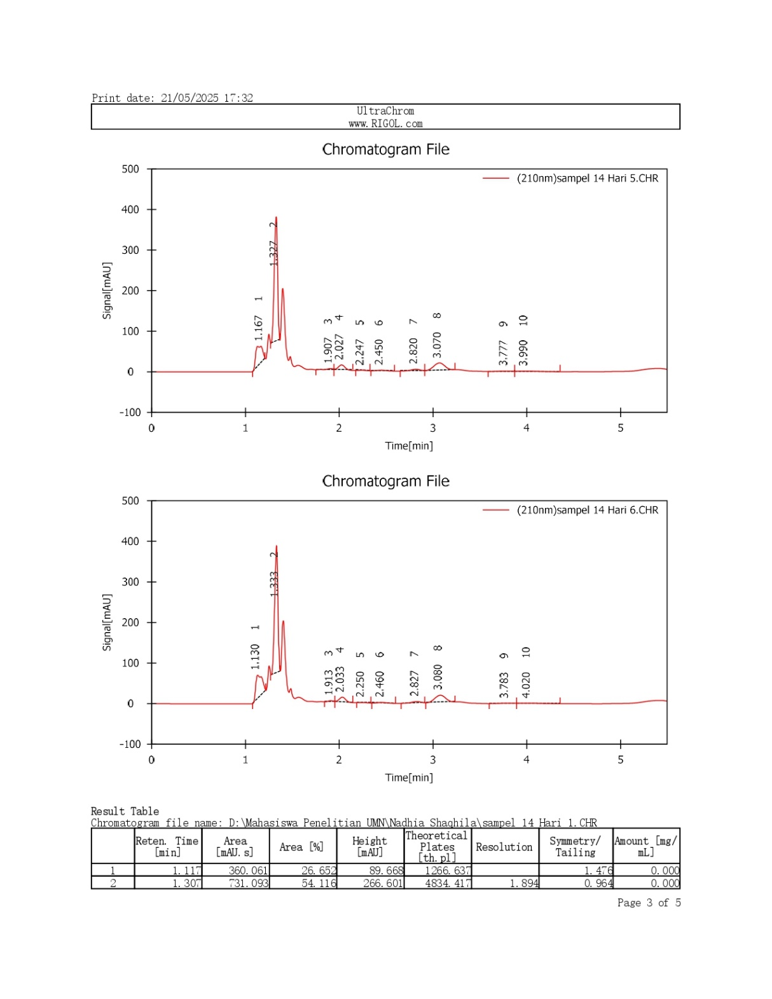 Print date: 21/05/2025 17:32
UltraChrom
www.RIGOL.com
Chromatogram File
(210nm)sampel 14 Hari 5.CHR
500
400
300
200
100
0
-100
Signal[mAU]
1.167 1
1.327 2
1.907 3
2.027 4
2.247 5
2.450 6
2.820 7
3.070 8
3.777 9
3.990 10
0 1 2 3 4 5
Time[min]
Chromatogram File
(210nm)sampel 14 Hari 6.CHR
500
400
300
200
100
0
-100
Signal[mAU]
1.130 1
1.333 2
1.913 3
2.033 4
2.250 5
2.460 6
2.827 7
3.080 8
3.783 9
4.020 10
0 1 2 3 4 5
Time[min]
Result Table
Chromatogram file name: D:\Mahasiswa Penelitian UMN\Nadhia Shaqhila\sampel 14 Hari 1.CHR
Reten. Time [min] Area [mAU.s] Area [%] Height [mAU] Theoretical Plates [th.pl] Resolution Symmetry/ Tailing Amount [mg/ mL]
1 1.117 360.061 26.652 89.668 1266.637 1.476 0.000
2 1.307 731.093 54.116 266.601 4834.417 1.894 0.964 0.000
Page 3 of 5